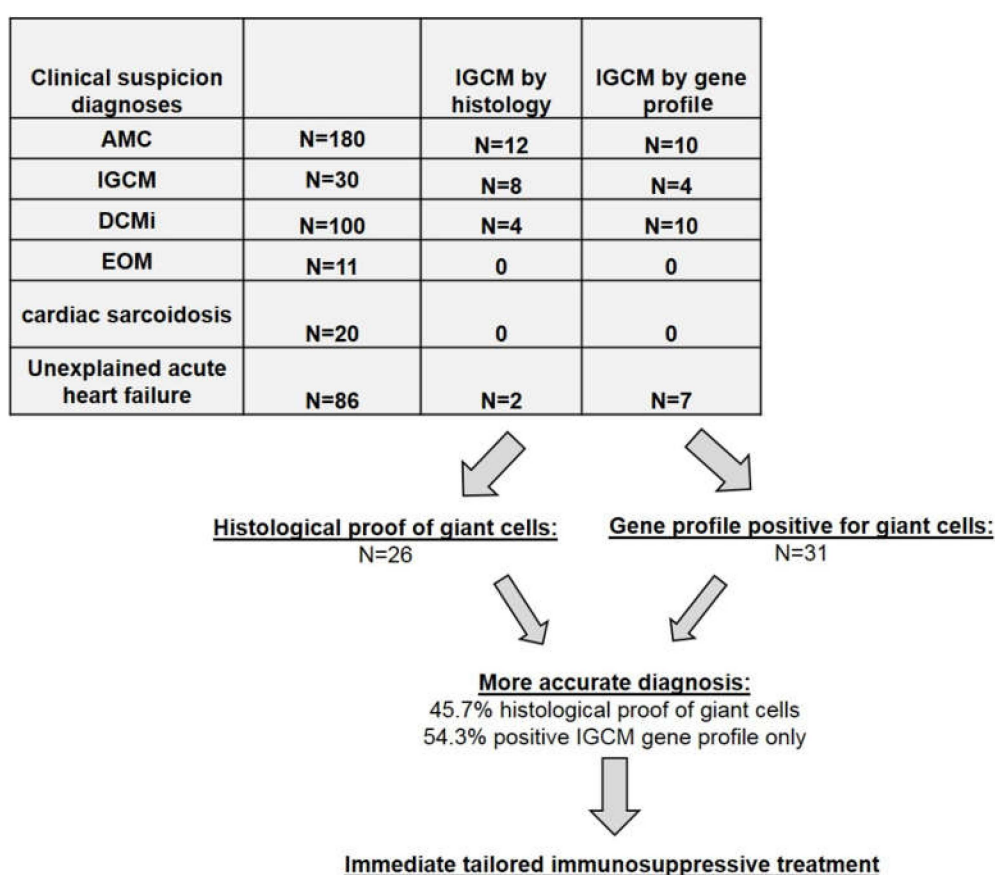 Clinical suspicion
diagnoses
IGCM by
histology
IGCM by gene
profile
AMC N=180 N=12 N=10
IGCM N=30 N=8 N=4
DCMi N=100 N=4 N=10
EOM N=11 0 0
cardiac sarcoidosis N=20 0 0
Unexplained acute
heart failure N=86 N=2 N=7
Histological proof of giant cells:
N=26
Gene profile positive for giant cells:
N=31
More accurate diagnosis:
45.7% histological proof of giant cells
54.3% positive IGCM gene profile only
Immediate tailored immunosuppressive treatment